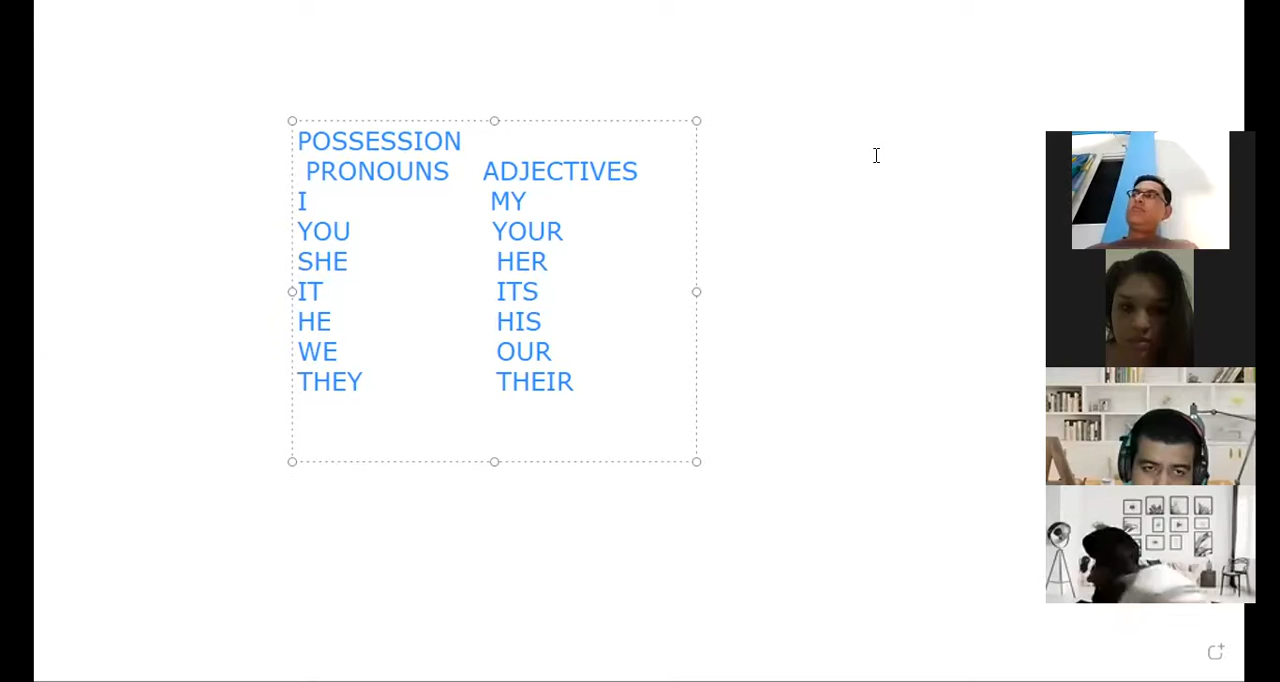 POSSESSION
PRONOUNS ADJECTIVES
I MY
YOU YOUR
SHE HER
IT ITS
HE HIS
WE OUR
THEY THEIR